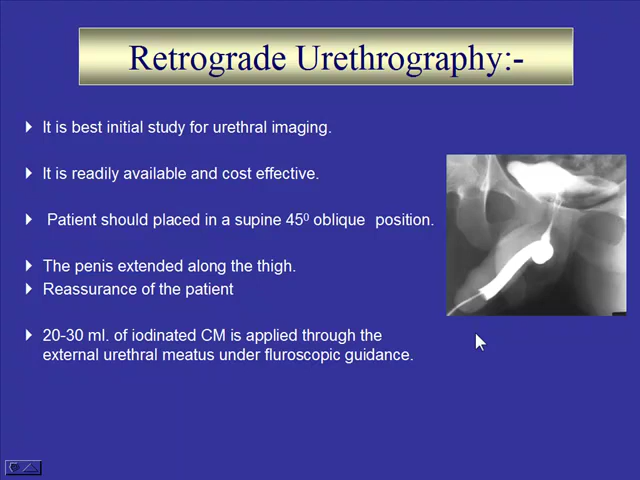 Retrograde Urethrography:-
It is best initial study for urethral imaging.
It is readily available and cost effective.
Patient should placed in a supine 45⁰ oblique position.
The penis extended along the thigh.
Reassurance of the patient
20-30 ml. of iodinated CM is applied through the
external urethral meatus under fluroscopic guidance.